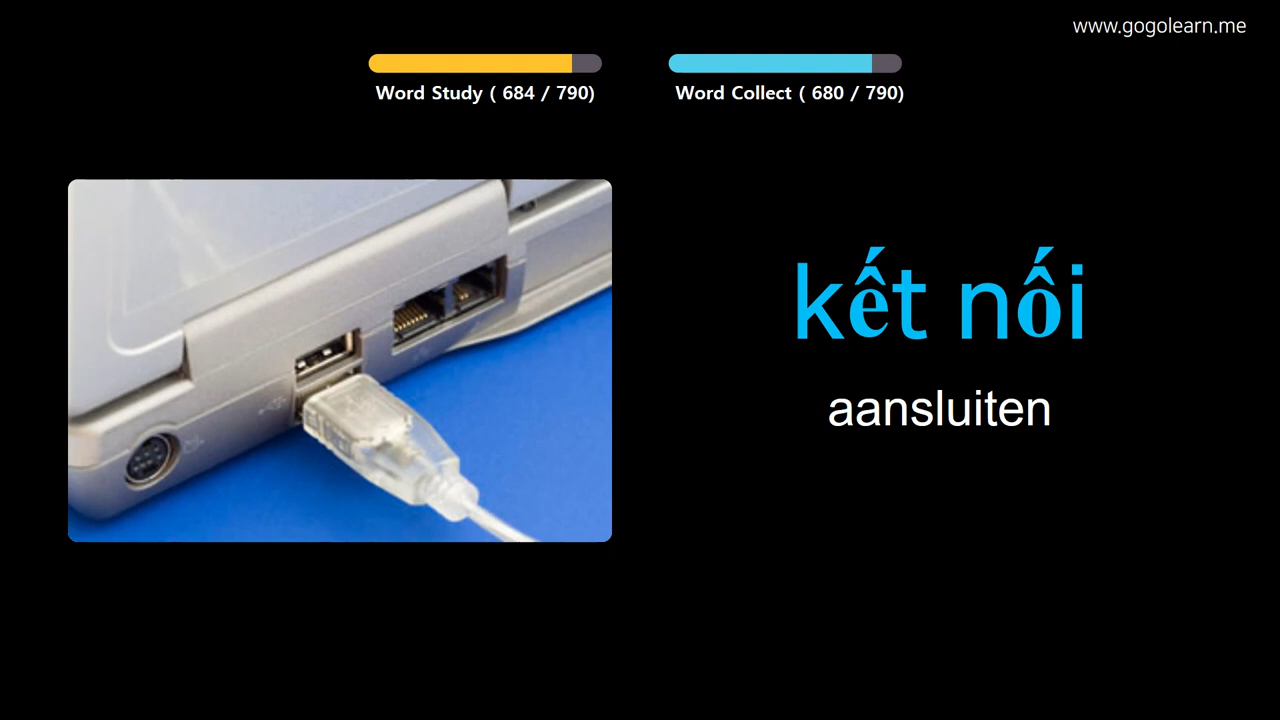 www.gogolearn.me
Word Study ( 684 / 790)
Word Collect ( 680 / 790)
kết nối
aansluiten